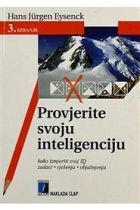 Hans Jürgen Eysenck
3. IZDANJE
Provjerite
svoju
inteligenciju
kako izmjeriti svoj IQ
zadaci • rješenja • objašnjenja
NAKLADA SLAP